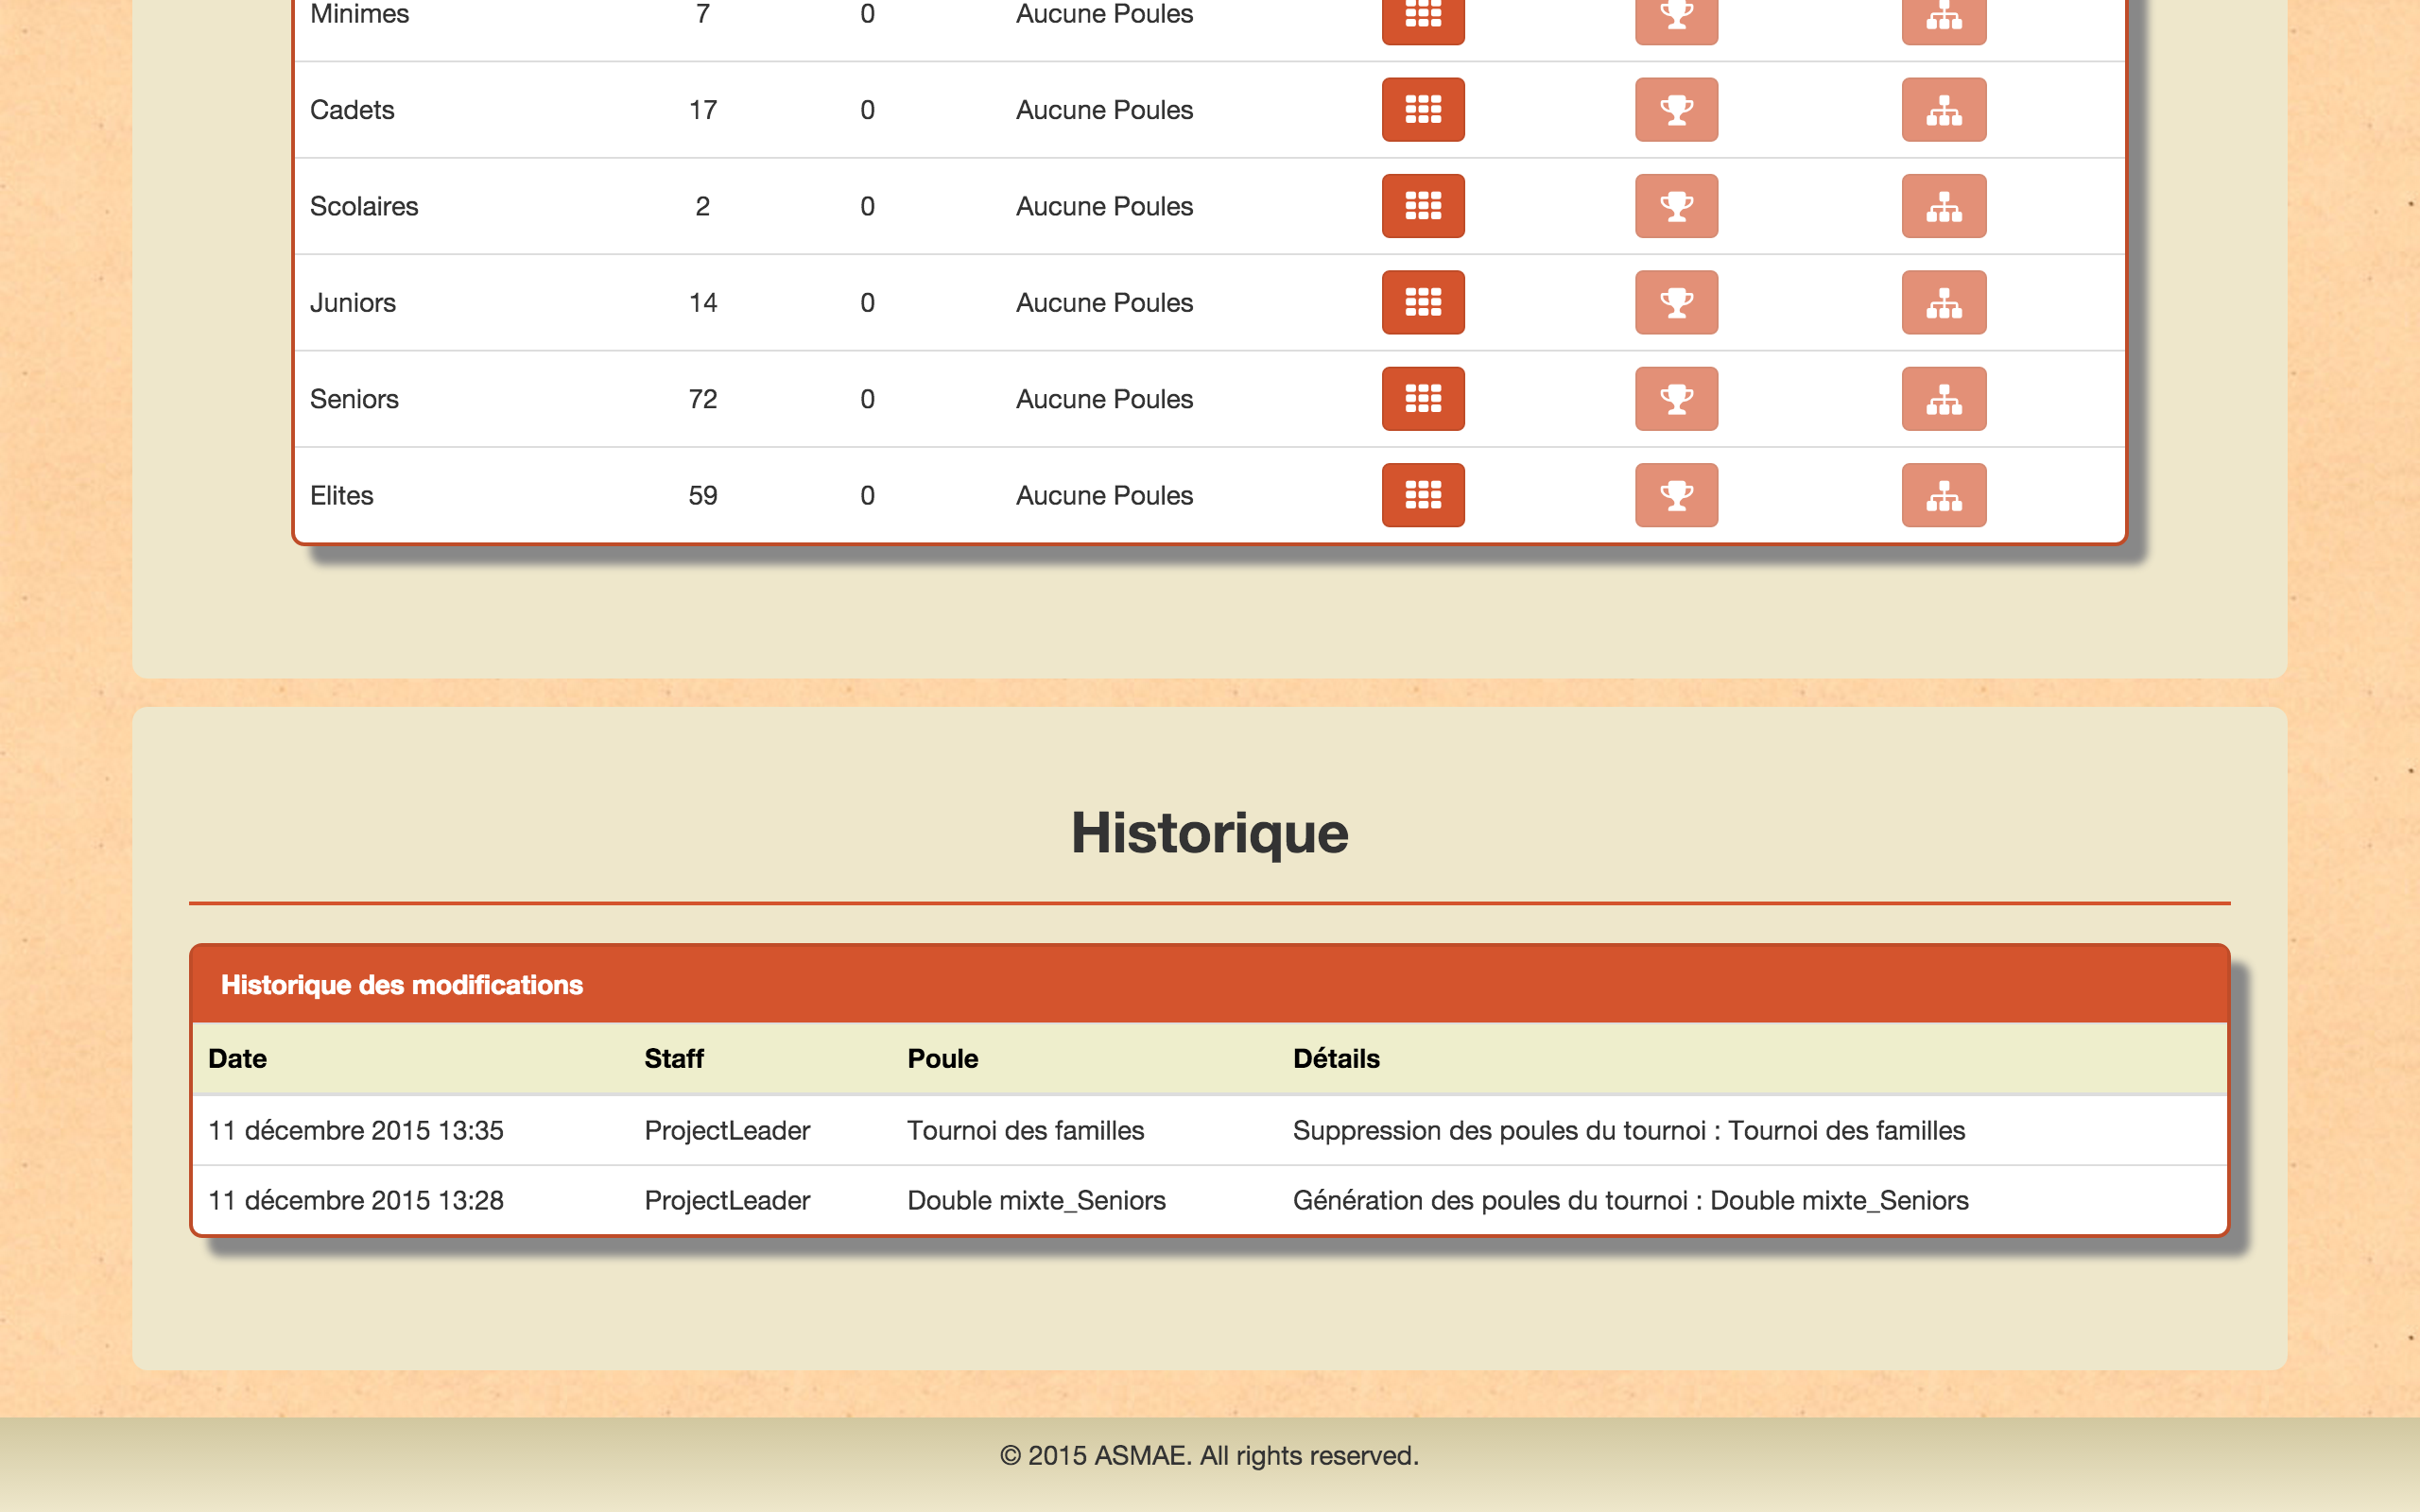 Minimes 7 0 Aucune Poules
Cadets 17 0 Aucune Poules
Scolaires 2 0 Aucune Poules
Juniors 14 0 Aucune Poules
Seniors 72 0 Aucune Poules
Elites 59 0 Aucune Poules
Historique
Historique des modifications
Date Staff Poule Détails
11 décembre 2015 13:35 ProjectLeader Tournoi des familles Suppression des poules du tournoi : Tournoi des familles
11 décembre 2015 13:28 ProjectLeader Double mixte_Seniors Génération des poules du tournoi : Double mixte_Seniors
© 2015 ASMAE. All rights reserved.